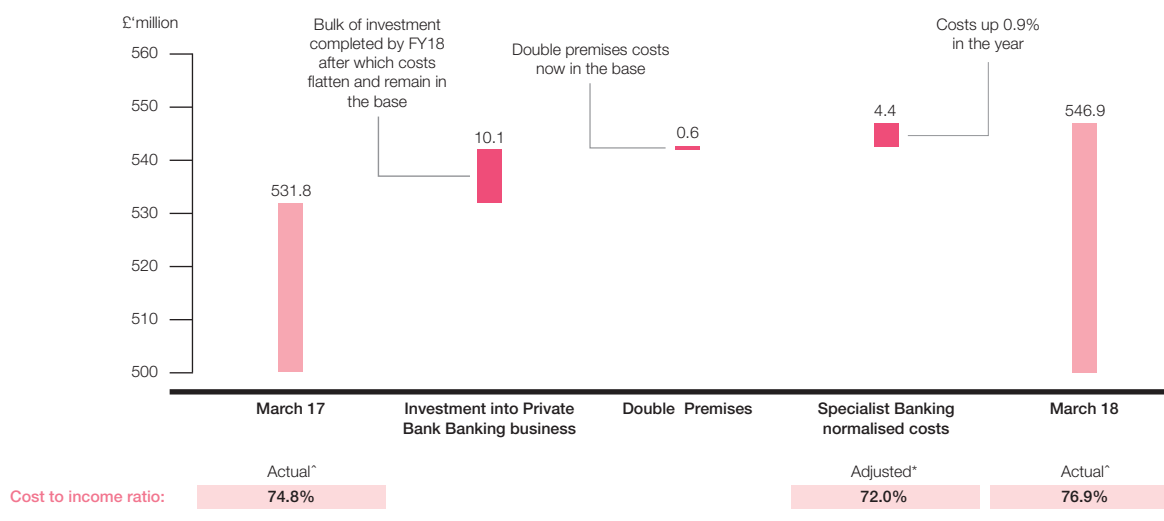 £'million
Bulk of investment
completed by FY18
after which costs
flatten and remain in
the base
Double premises costs
now in the base
Costs up 0.9%
in the year
560
550
540
530
520
510
500
531.8
10.1
0.6
4.4
546.9
March 17
Investment into Private
Bank Banking business
Double Premises
Specialist Banking
normalised costs
March 18
Actual^
Adjusted*
Actual^
Cost to income ratio:
74.8%
72.0%
76.9%